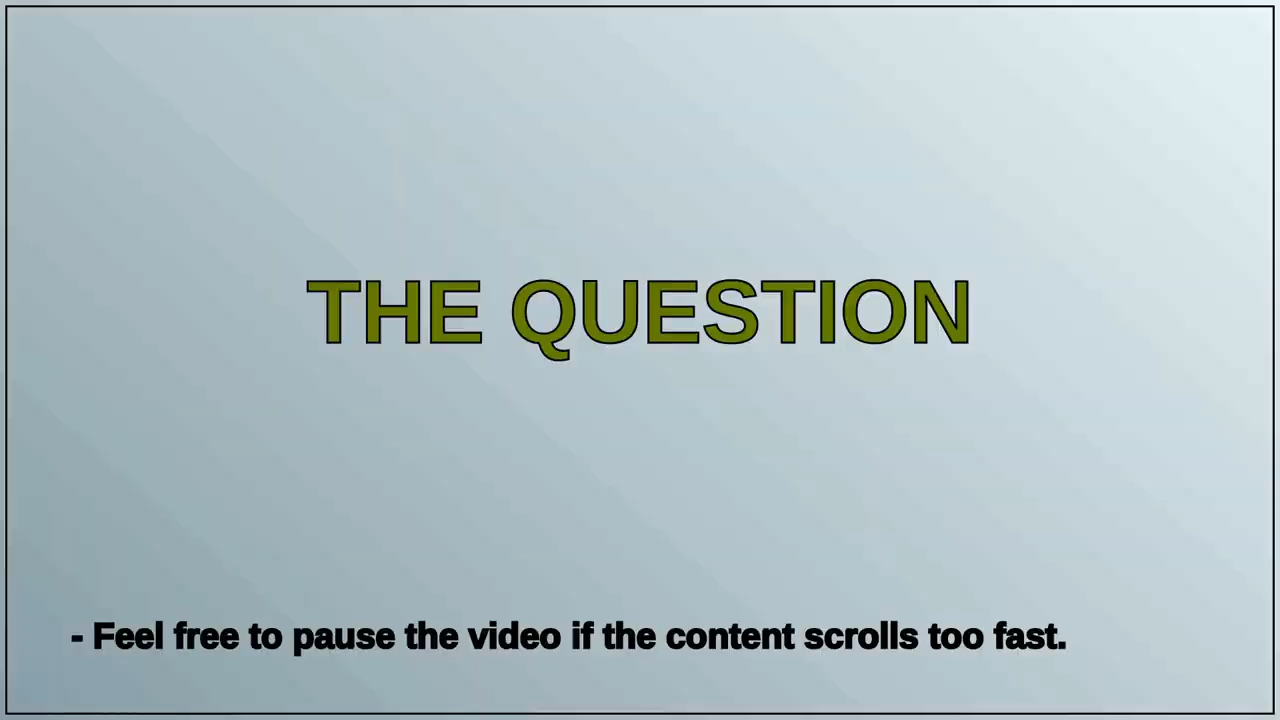 THE QUESTION
- Feel free to pause the video if the content scrolls too fast.